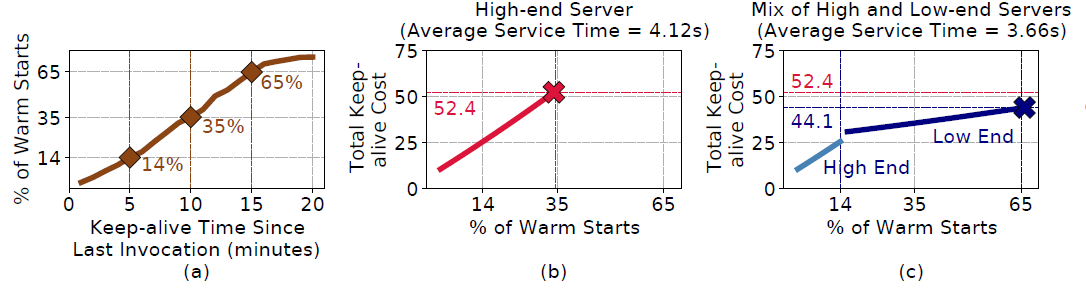 % of Warm Starts
65
35
14
0
5
10
15
20
14%
35%
65%
Keep-alive Time Since
Last Invocation (minutes)
(a)
High-end Server
(Average Service Time = 4.12s)
Total Keep-
alive Cost
75
50
25
0
52.4
14
35
65
% of Warm Starts
(b)
Mix of High and Low-end Servers
(Average Service Time = 3.66s)
Total Keep-
alive Cost
75
50
25
0
52.4
44.1
Low End
High End
14
35
65
% of Warm Starts
(c)